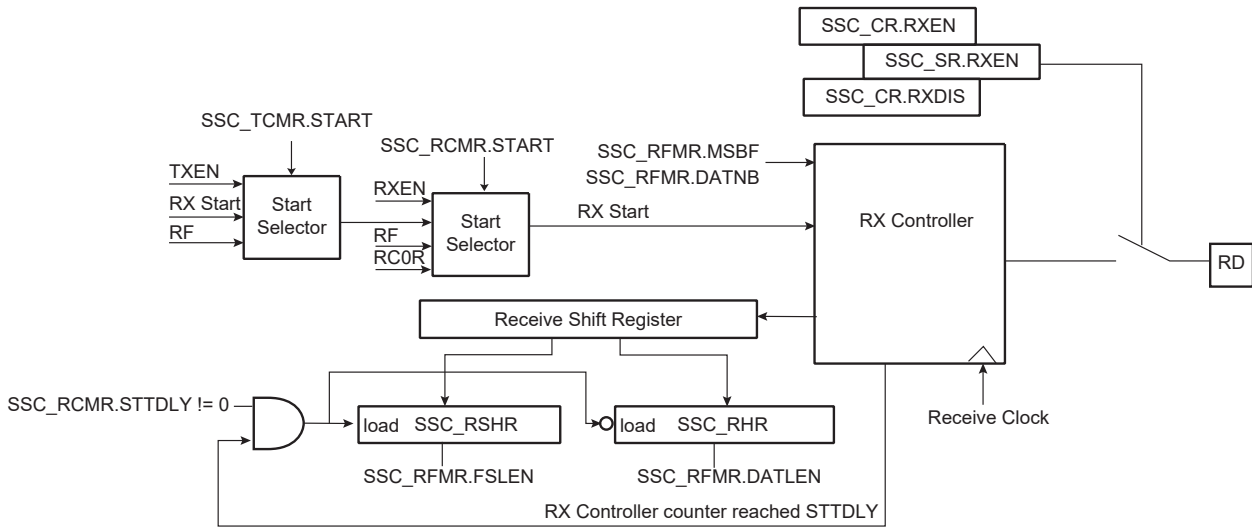 SSC_CR.RXEN
SSC_SR.RXEN
SSC_CR.RXDIS
SSC_TCMR.START
SSC_RCMR.START
SSC_RFMR.MSBF
SSC_RFMR.DATNB
TXEN
RX Start
RF
Start
Selector
RXEN
RF
RC0R
Start
Selector
RX Start
RX Controller
RD
Receive Shift Register
SSC_RCMR.STTDLY != 0
load SSC_RSHR
load SSC_RHR
Receive Clock
SSC_RFMR.FSLEN
SSC_RFMR.DATLEN
RX Controller counter reached STTDLY